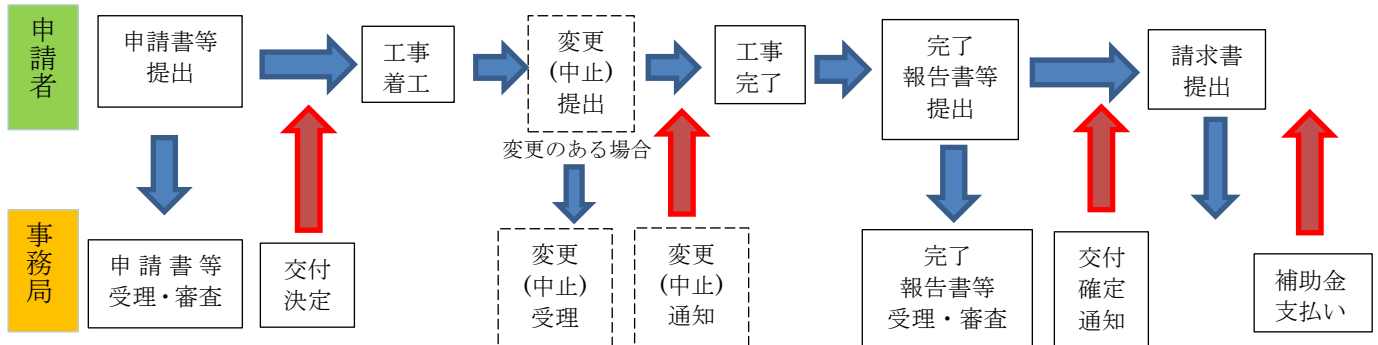 申請者
申請書等
提出
工事
着工
変更
(中止)
提出
変更のある場合
工事
完了
完了
報告書等
提出
請求書
提出
事務局
申請書等
受理・審査
交付
決定
変更
(中止)
受理
変更
(中止)
通知
完了
報告書等
受理・審査
交付
確定
通知
補助金
支払い